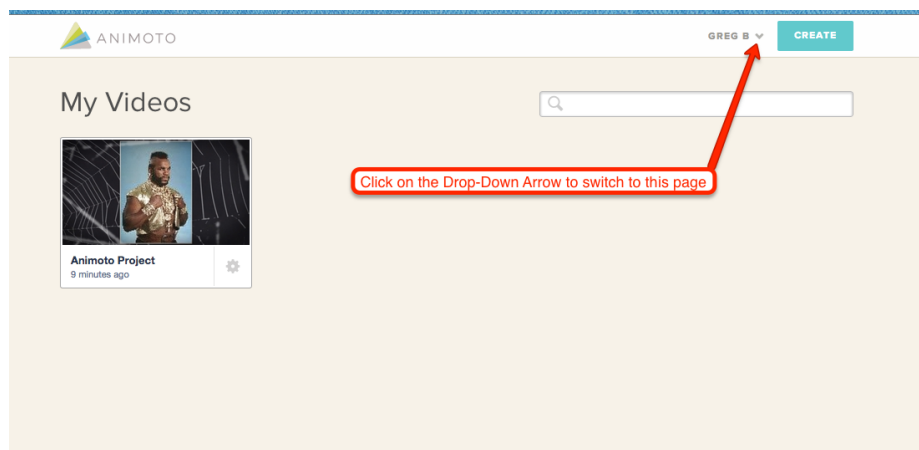 ANIMOTO
GREG B
CREATE
My Videos
Click on the Drop-Down Arrow to switch to this page
Animoto Project
9 minutes ago